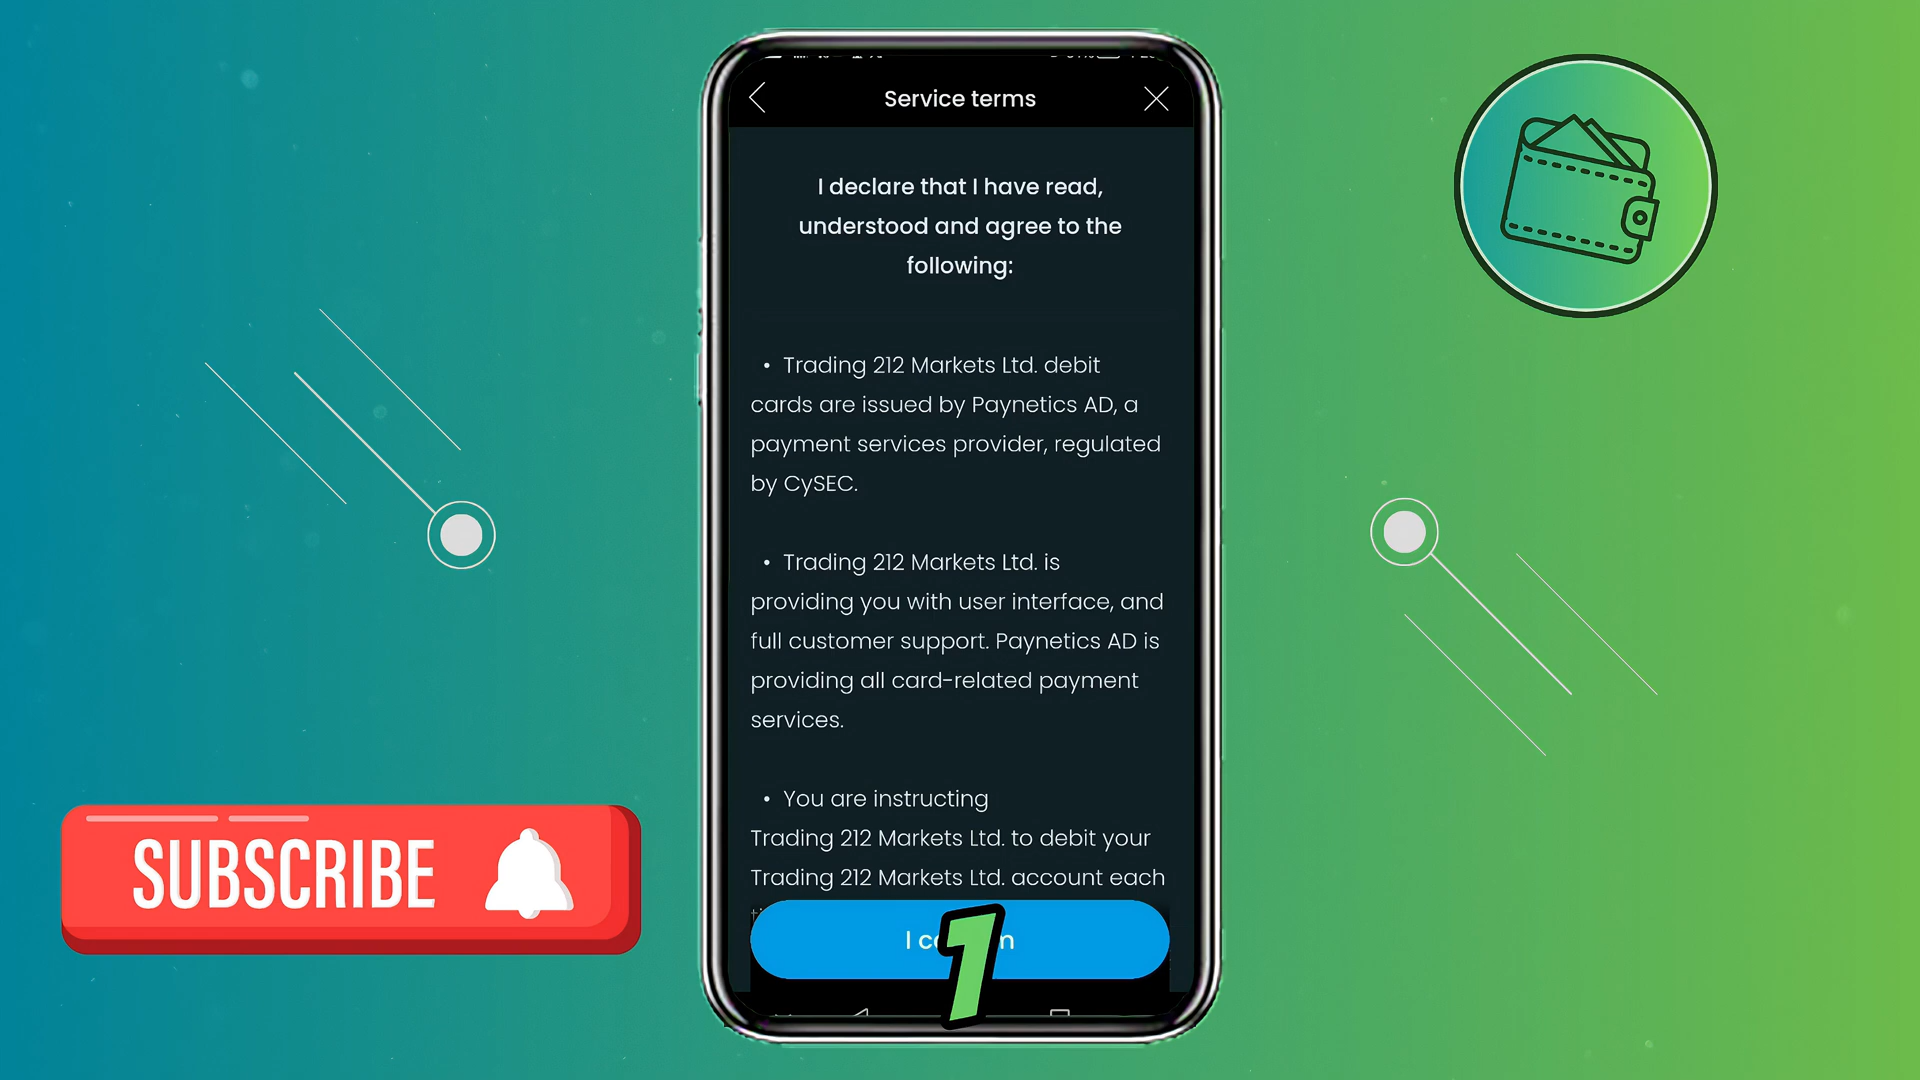 Service terms
I declare that I have read,
understood and agree to the
following:
• Trading 212 Markets Ltd. debit
cards are issued by Paynetics AD, a
payment services provider, regulated
by CySEC.
• Trading 212 Markets Ltd. is
providing you with user interface, and
full customer support. Paynetics AD is
providing all card-related payment
services.
• You are instructing
Trading 212 Markets Ltd. to debit your
Trading 212 Markets Ltd. account each
I
1
SUBSCRIBE